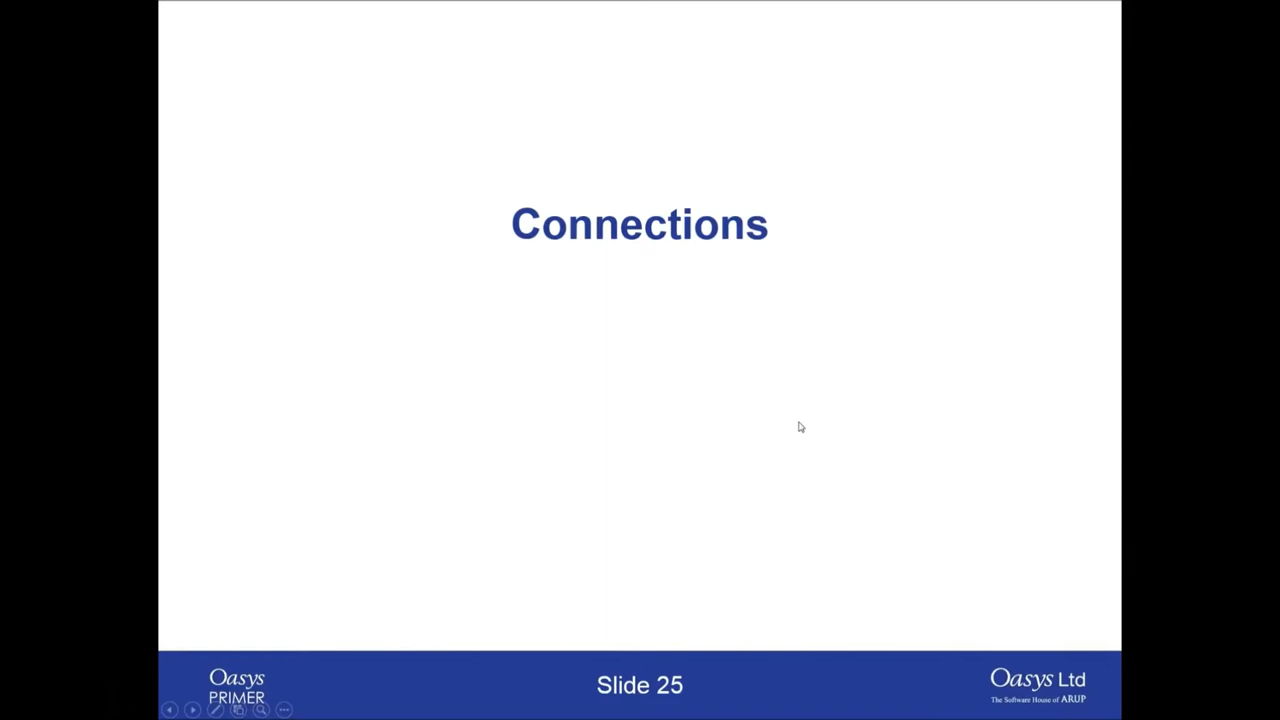 Connections
Oasys
PRIMER
Slide 25
Oasys Ltd
The Software House of ARUP